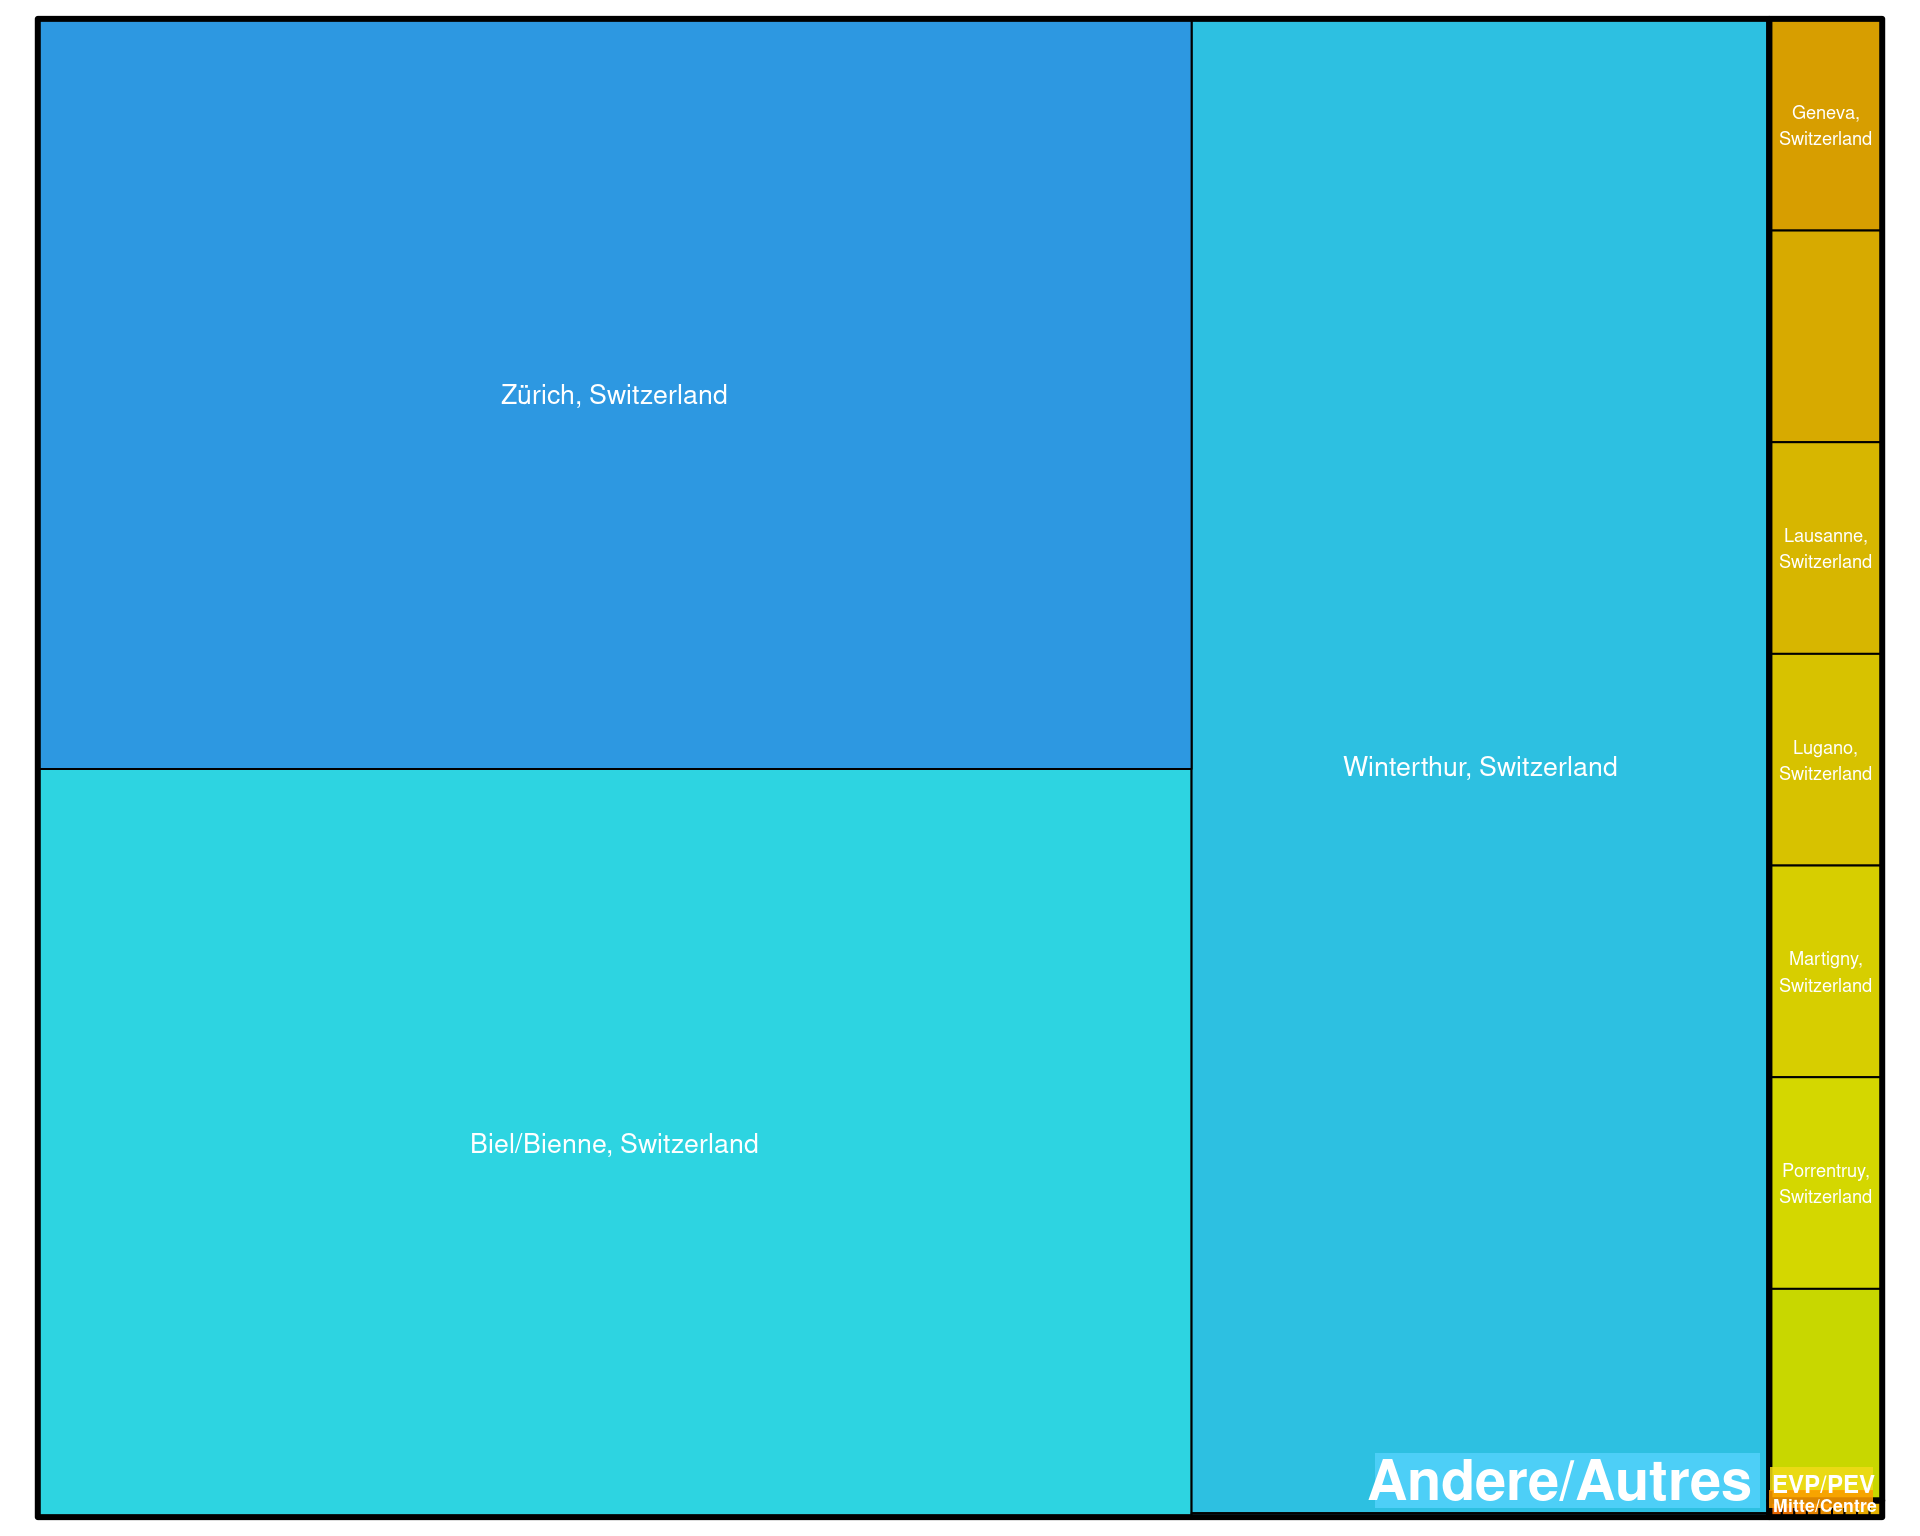 Zürich, Switzerland
Biel/Bienne, Switzerland
Winterthur, Switzerland
Andere/Autres
Geneva,
Switzerland
Lausanne,
Switzerland
Lugano,
Switzerland
Martigny,
Switzerland
Porrentruy,
Switzerland
EVP/PEV
Mitte/Centre